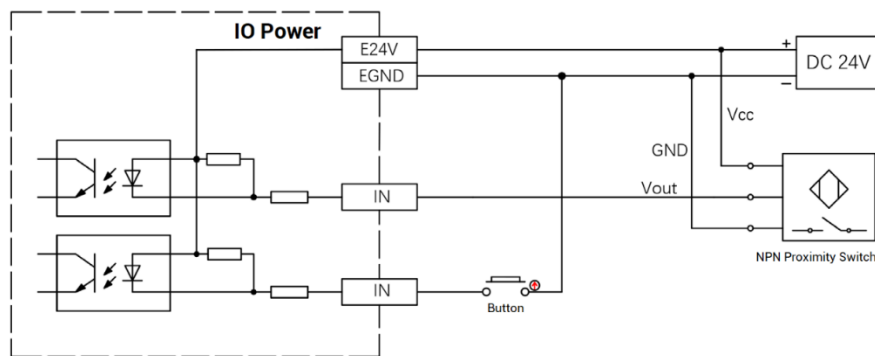 IO Power
E24V
EGND
+
DC 24V
−
Vcc
GND
IN
Vout
NPN Proximity Switch
IN
Button